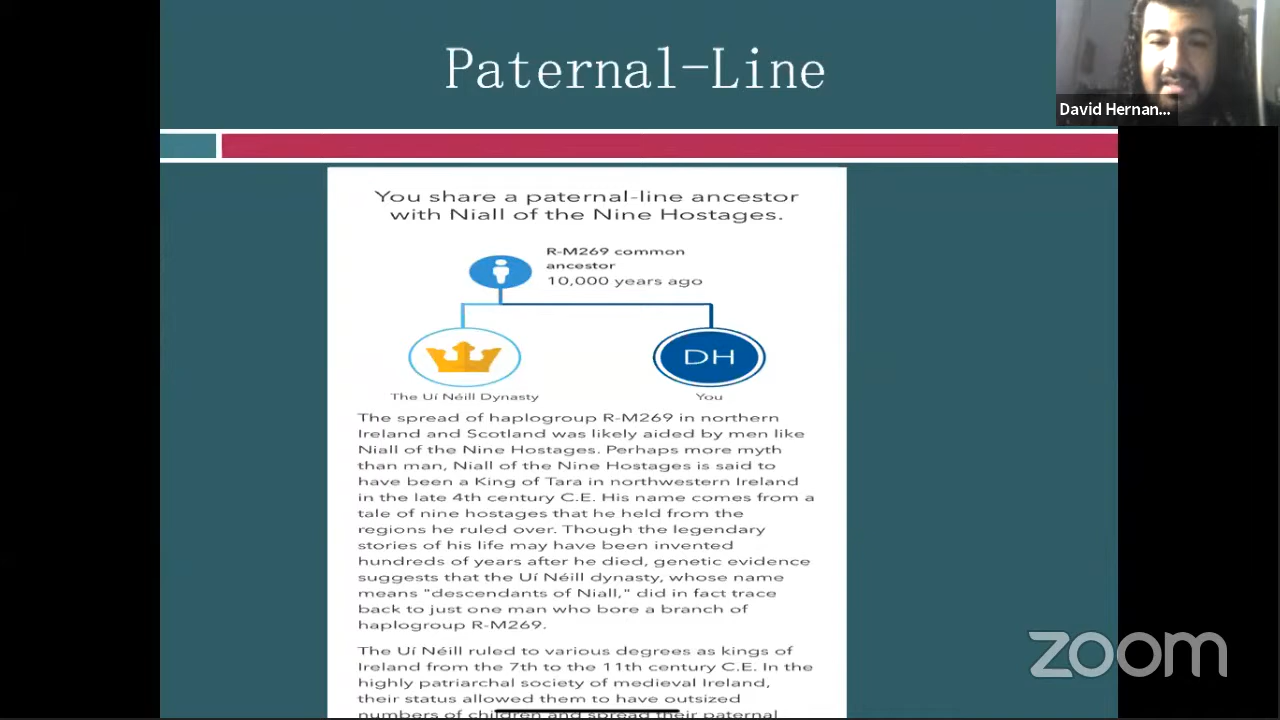 Paternal-Line
David Hernan...
You share a paternal-line ancestor
with Niall of the Nine Hostages.
R-M269 common
ancestor
10,000 years ago
DH
The Uí Néill Dynasty
You
The spread of haplogroup R-M269 in northern
Ireland and Scotland was likely aided by men like
Niall of the Nine Hostages. Perhaps more myth
than man, Niall of the Nine Hostages is said to
have been a King of Tara in northwestern Ireland
in the late 4th century C.E. His name comes from a
tale of nine hostages that he held from the
regions he ruled over. Though the legendary
stories of his life may have been invented
hundreds of years after he died, genetic evidence
suggests that the Uí Néill dynasty, whose name
means "descendants of Niall," did in fact trace
back to just one man who bore a branch of
haplogroup R-M269.
The Uí Néill ruled to various degrees as kings of
Ireland from the 7th to the 11th century C.E. In the
highly patriarchal society of medieval Ireland,
their status allowed them to have outsized
numbers of children and spread their paternal
zoom